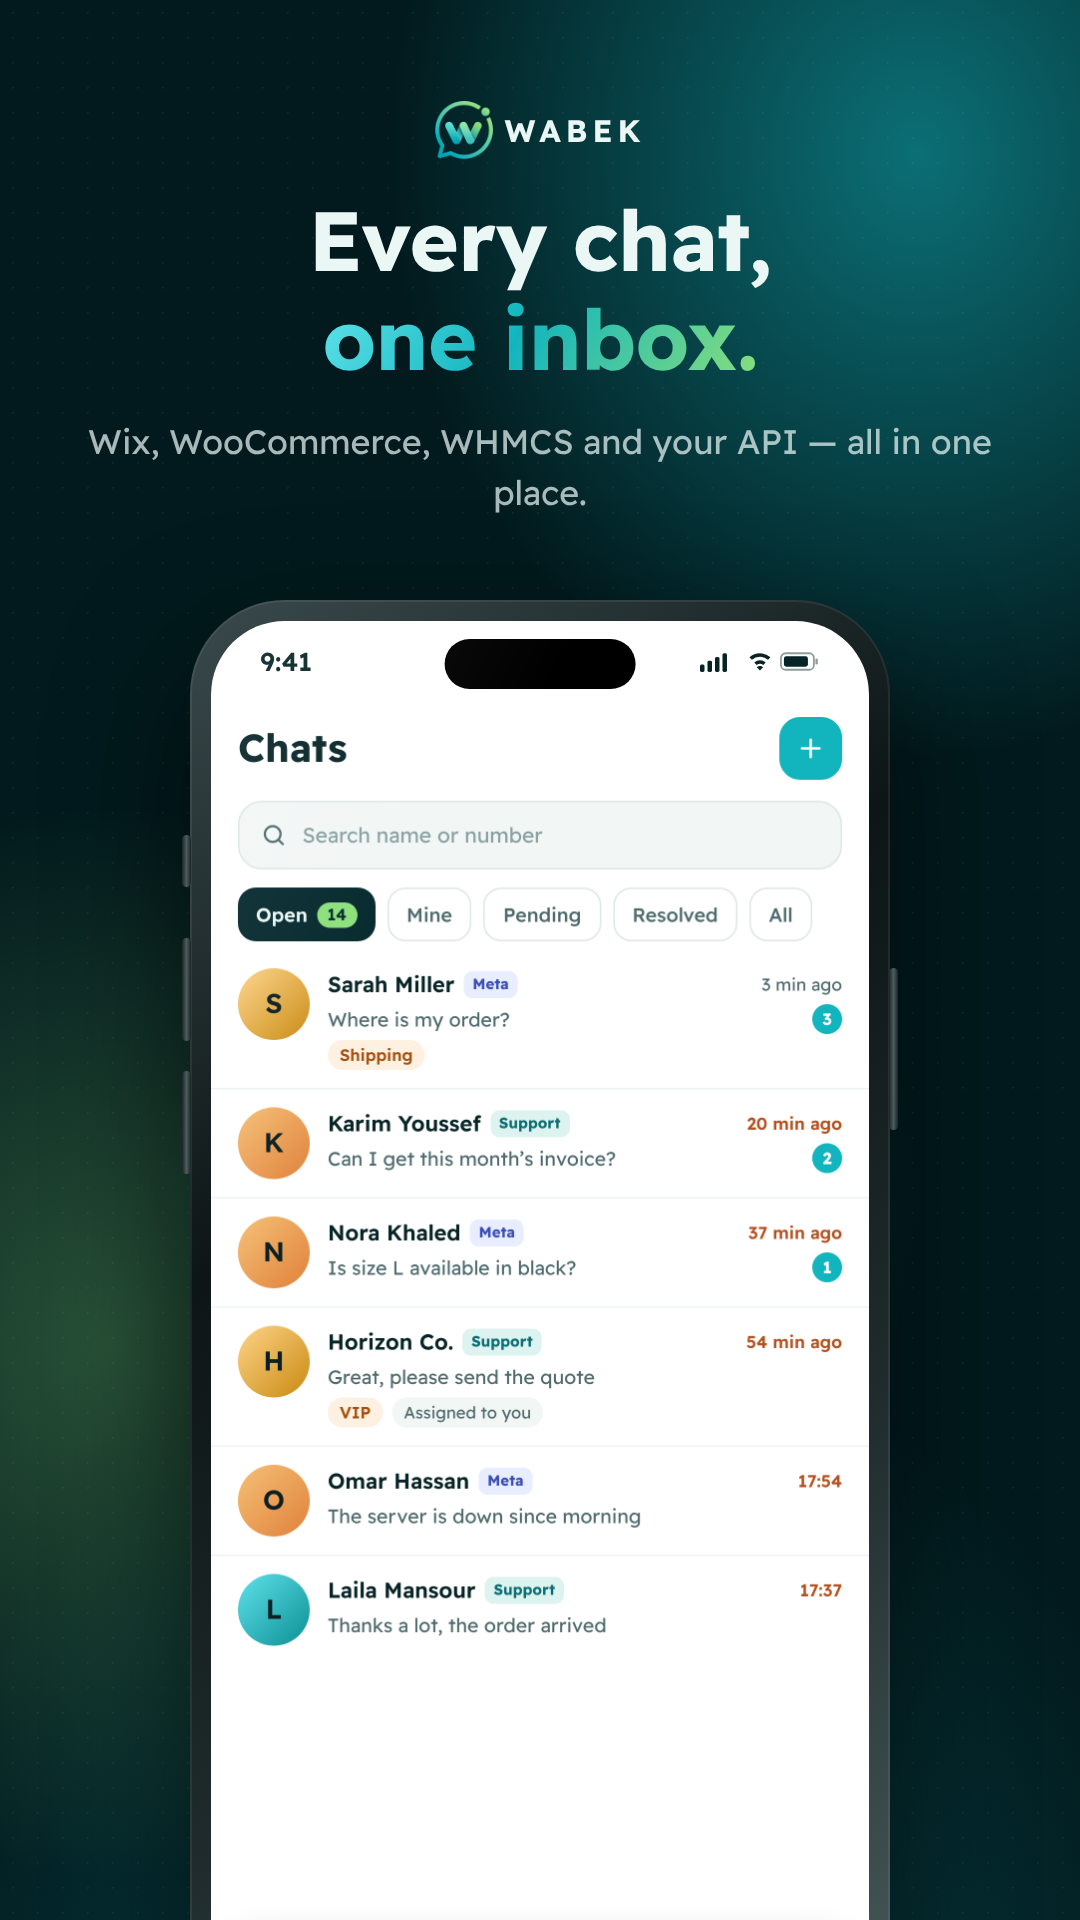 WABEK
Every chat,
one inbox.
Wix, WooCommerce, WHMCS and your API — all in one
place.
9:41
Chats
+
Search name or number
Open 14 Mine Pending Resolved All
S
Sarah Miller Meta 3 min ago
Where is my order? 3
Shipping
K
Karim Youssef Support 20 min ago
Can I get this month’s invoice? 2
N
Nora Khaled Meta 37 min ago
Is size L available in black? 1
H
Horizon Co. Support 54 min ago
Great, please send the quote
VIP Assigned to you
O
Omar Hassan Meta 17:54
The server is down since morning
L
Laila Mansour Support 17:37
Thanks a lot, the order arrived